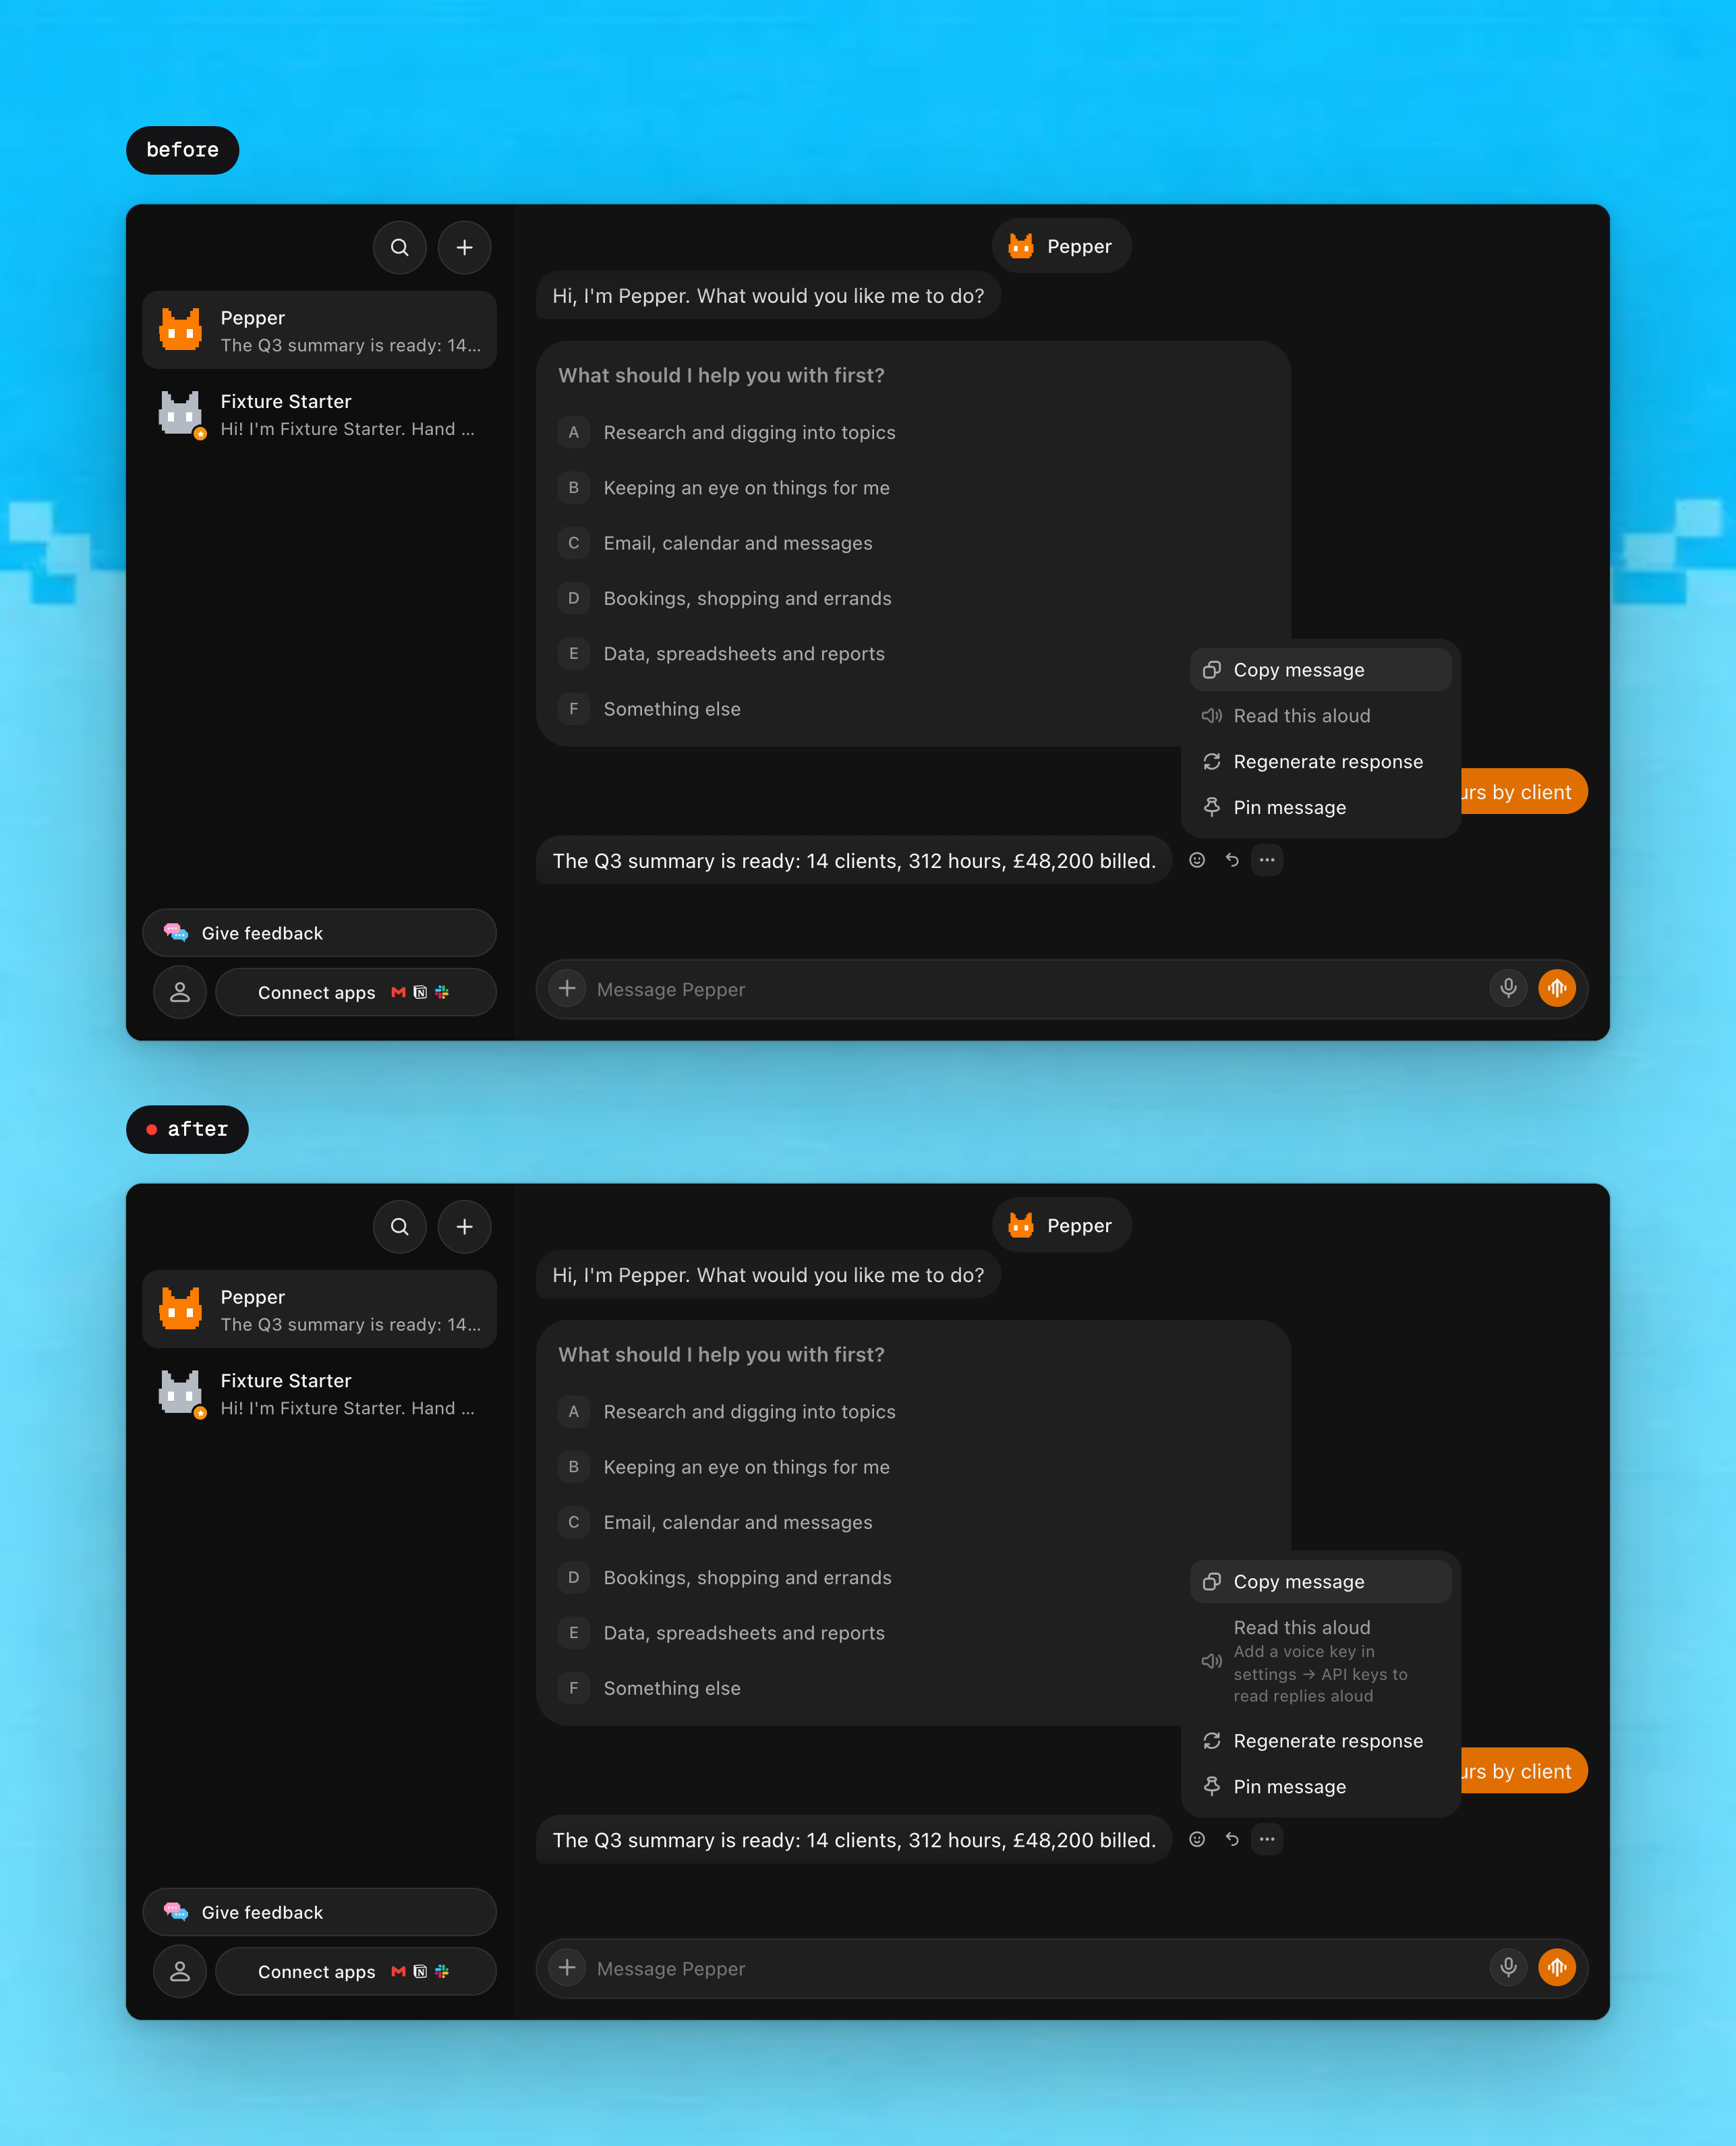 before
Pepper
Hi, I'm Pepper. What would you like me to do?
Pepper
The Q3 summary is ready: 14...
What should I help you with first?
Fixture Starter
Hi! I'm Fixture Starter. Hand ...
A Research and digging into topics
B Keeping an eye on things for me
C Email, calendar and messages
D Bookings, shopping and errands
E Data, spreadsheets and reports
F Something else
Copy message
Read this aloud
Regenerate response
Pin message
by client
The Q3 summary is ready: 14 clients, 312 hours, £48,200 billed.
Give feedback
Connect apps
Message Pepper
after
Pepper
Hi, I'm Pepper. What would you like me to do?
Pepper
The Q3 summary is ready: 14...
What should I help you with first?
Fixture Starter
Hi! I'm Fixture Starter. Hand ...
A Research and digging into topics
B Keeping an eye on things for me
C Email, calendar and messages
D Bookings, shopping and errands
E Data, spreadsheets and reports
F Something else
Copy message
Read this aloud
Add a voice key in
settings → API keys to
read replies aloud
Regenerate response
Pin message
by client
The Q3 summary is ready: 14 clients, 312 hours, £48,200 billed.
Give feedback
Connect apps
Message Pepper